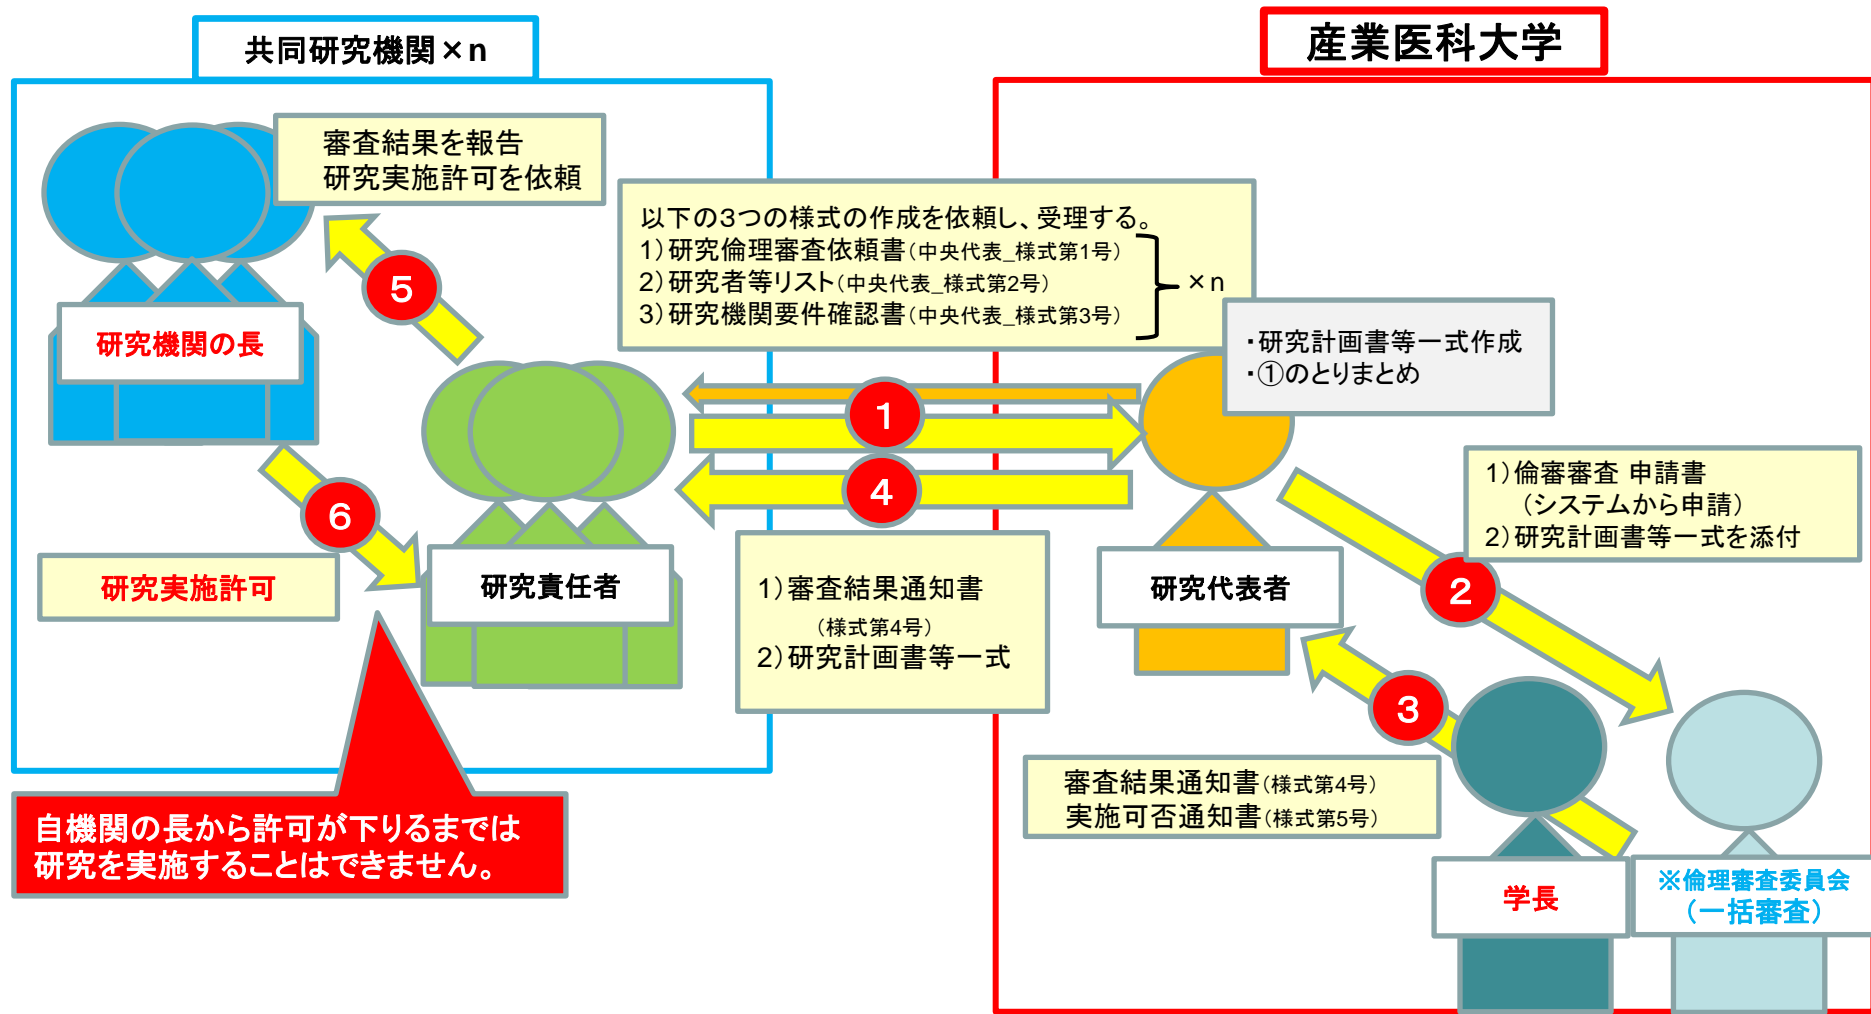 共同研究機関×n
産業医科大学
審査結果を報告
研究実施許可を依頼
以下の3つの様式の作成を依頼し、受理する。
1)研究倫理審査依頼書(中央代表_様式第1号)
2)研究者等リスト(中央代表_様式第2号)
3)研究機関要件確認書(中央代表_様式第3号)
×n
・研究計画書等一式作成
・①のとりまとめ
5
研究機関の長
1
4
6
研究実施許可
研究責任者
1)審査結果通知書
(様式第4号)
2)研究計画書等一式
研究代表者
1)倫審審査 申請書
(システムから申請)
2)研究計画書等一式を添付
2
3
審査結果通知書(様式第4号)
実施可否通知書(様式第5号)
自機関の長から許可が下りるまでは
研究を実施することはできません。
学長
※倫理審査委員会
(一括審査)